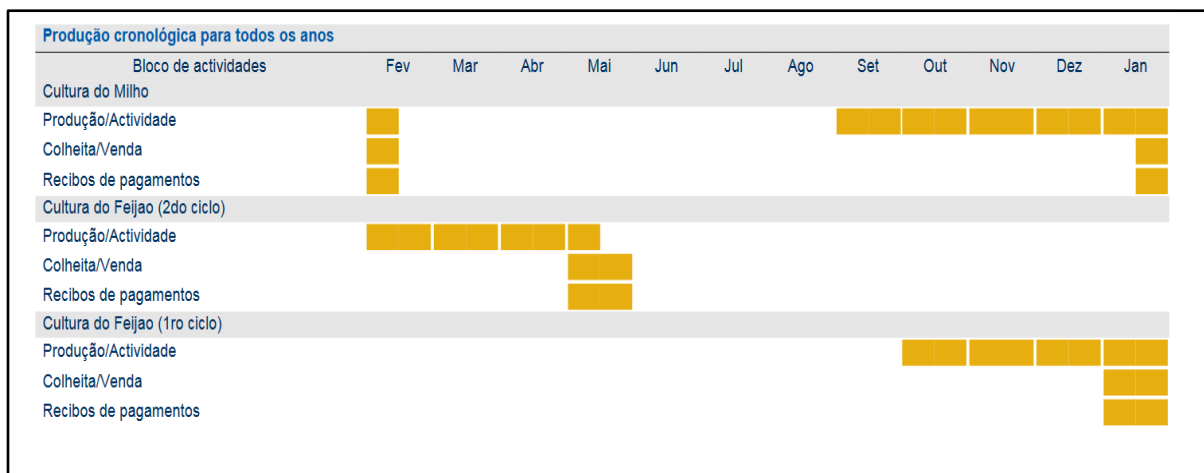 Produção cronológica para todos os anos
Bloco de actividades Fev Mar Abr Mai Jun Jul Ago Set Out Nov Dez Jan
Cultura do Milho
Produção/Actividade
Colheita/Venda
Recibos de pagamentos
Cultura do Feijao (2do ciclo)
Produção/Actividade
Colheita/Venda
Recibos de pagamentos
Cultura do Feijao (1ro ciclo)
Produção/Actividade
Colheita/Venda
Recibos de pagamentos